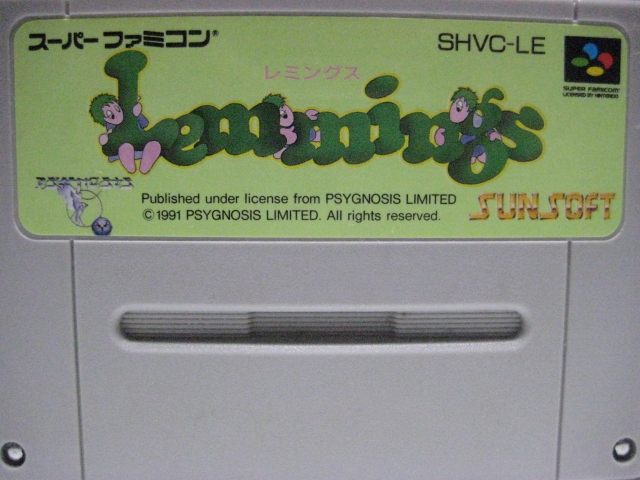 スーパーファミコン®
SHVC-LE
SUPER FAMICOM
LICENSED BY NINTENDO
レミングス
Lemmings
PSYGNOSIS
Published under license from PSYGNOSIS LIMITED
©1991 PSYGNOSIS LIMITED. All rights reserved.
SUNSOFT